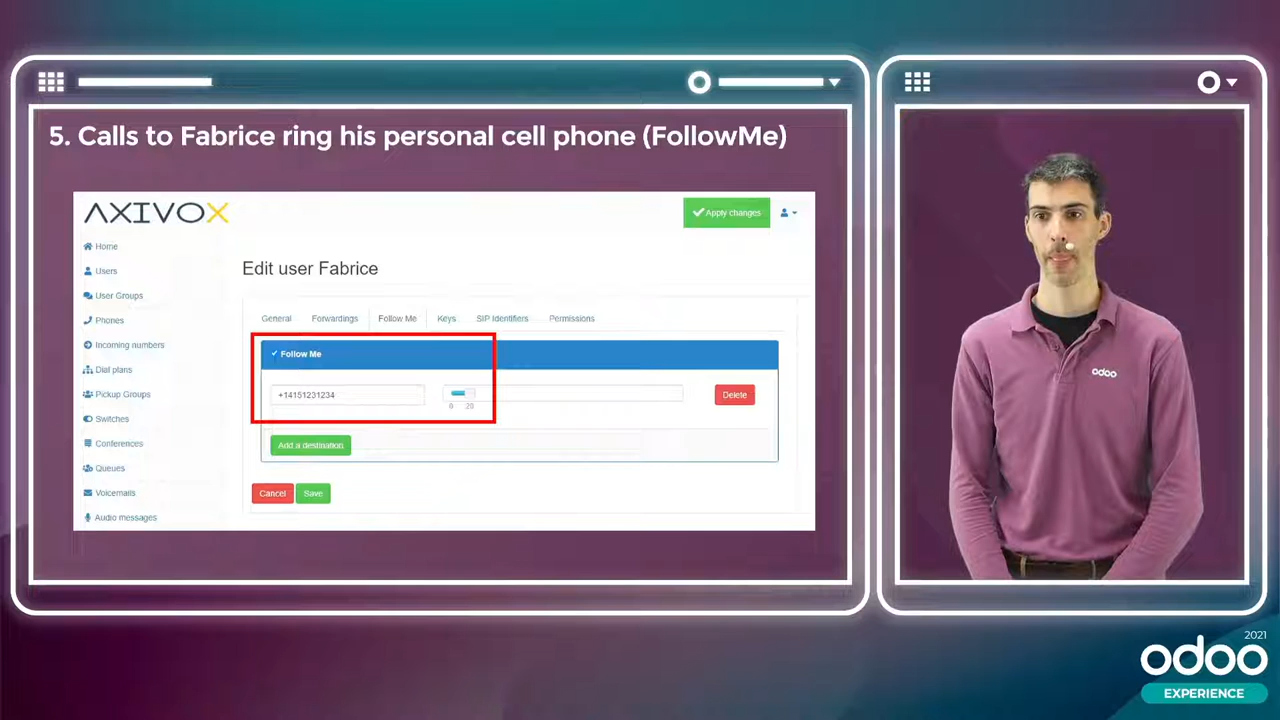 5. Calls to Fabrice ring his personal cell phone (FollowMe)
AXIVOX
Apply changes
Home
Users
User Groups
Phones
Incoming numbers
Dial plans
Pickup Groups
Switches
Conferences
Queues
Voicemails
Audio messages
Edit user Fabrice
General Forwardings Follow Me Keys SIP Identifiers Permissions
Follow Me
+14151231234
0 20
Delete
Add a destination
Cancel Save
odoo
2021
odoo
EXPERIENCE